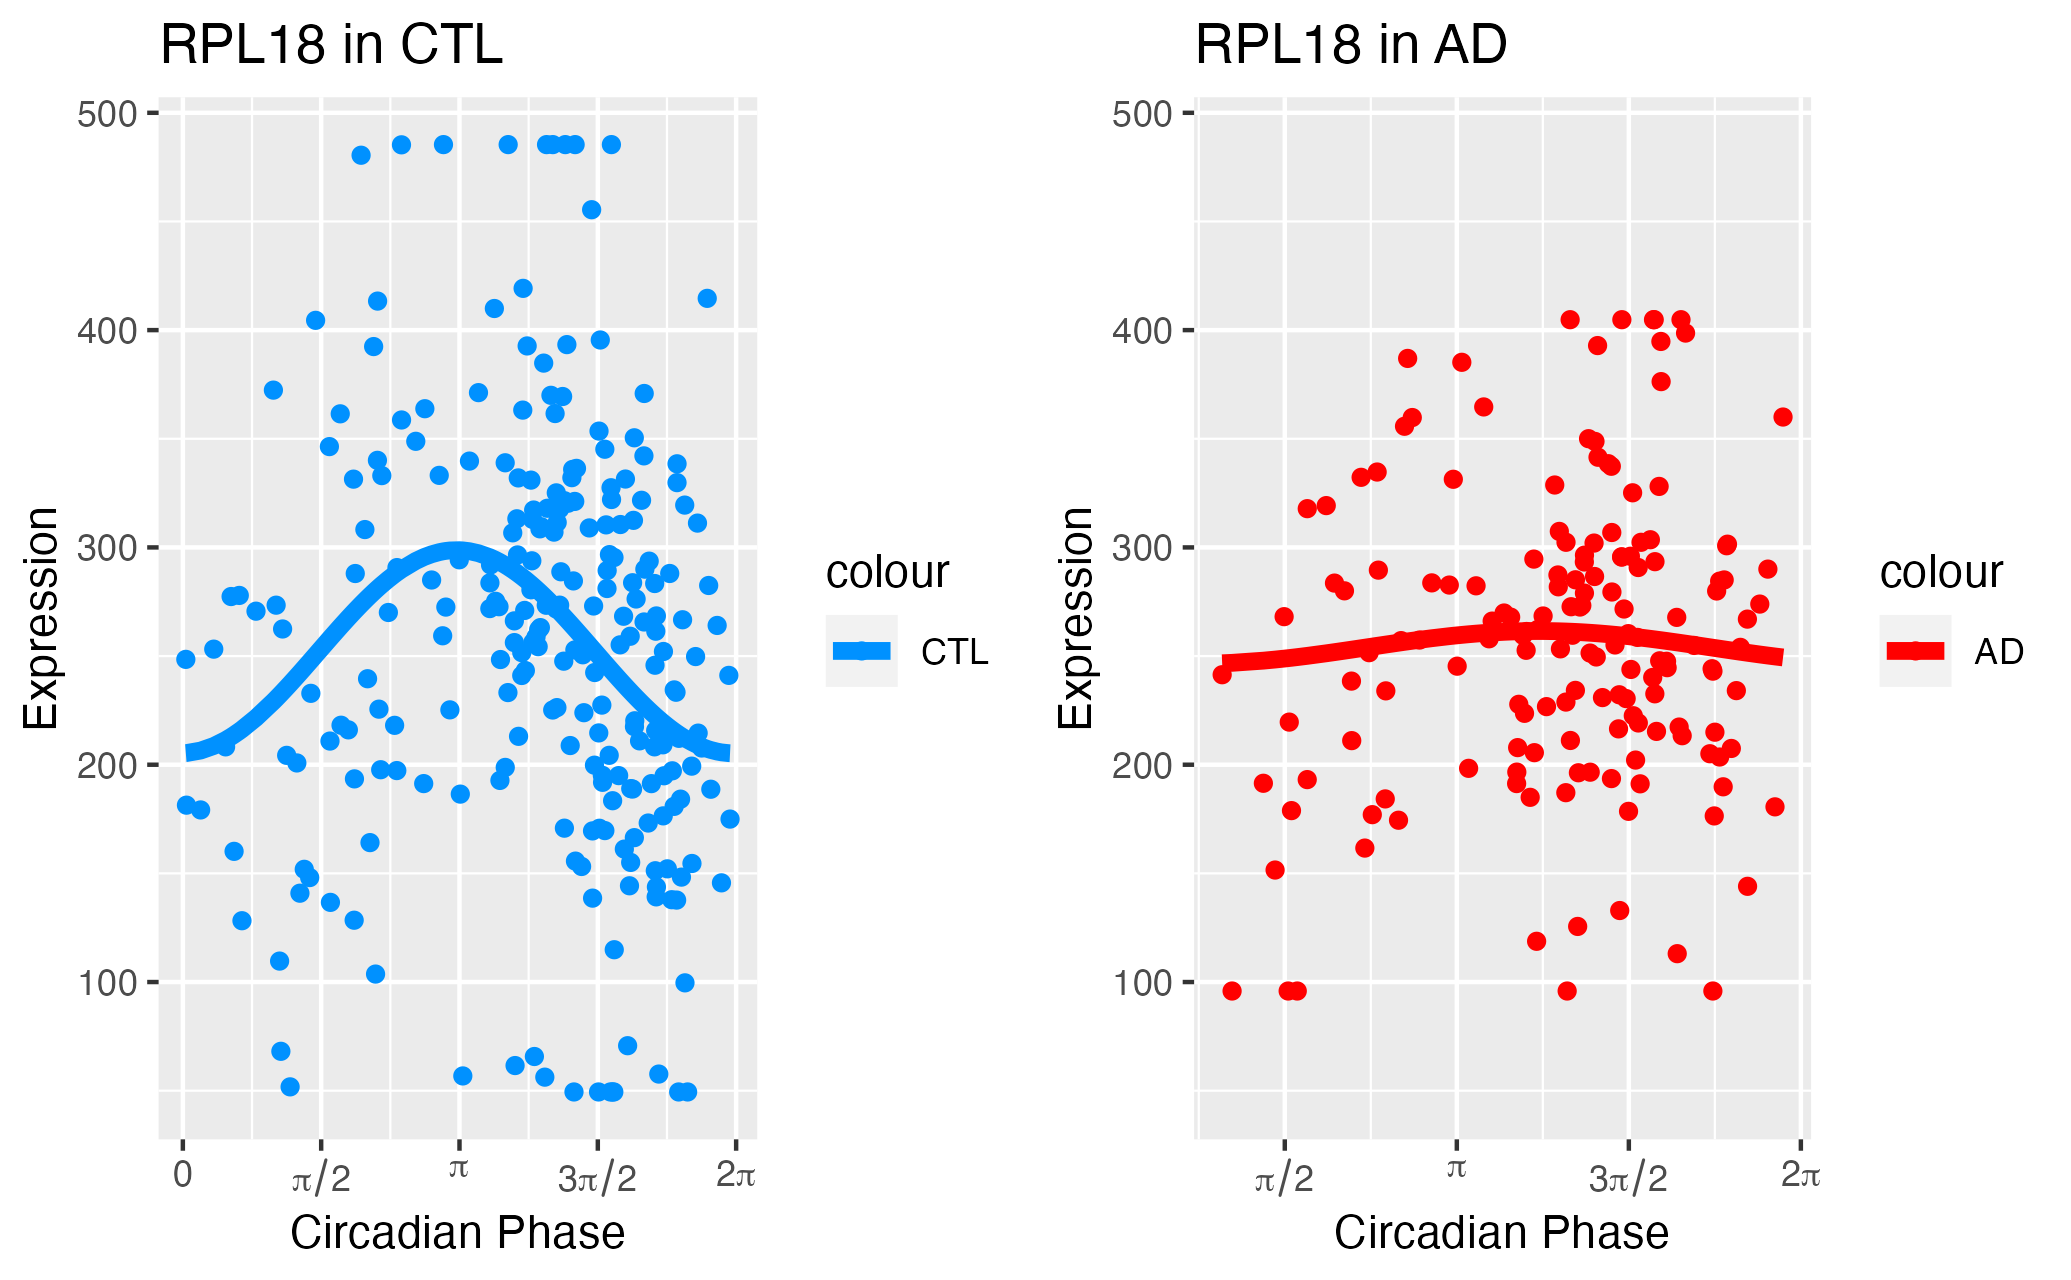 RPL18 in CTL
Expression
500
400
300
200
100
0
π/2
π
3π/2
2π
Circadian Phase
colour
CTL
RPL18 in AD
Expression
500
400
300
200
100
π/2
π
3π/2
2π
Circadian Phase
colour
AD